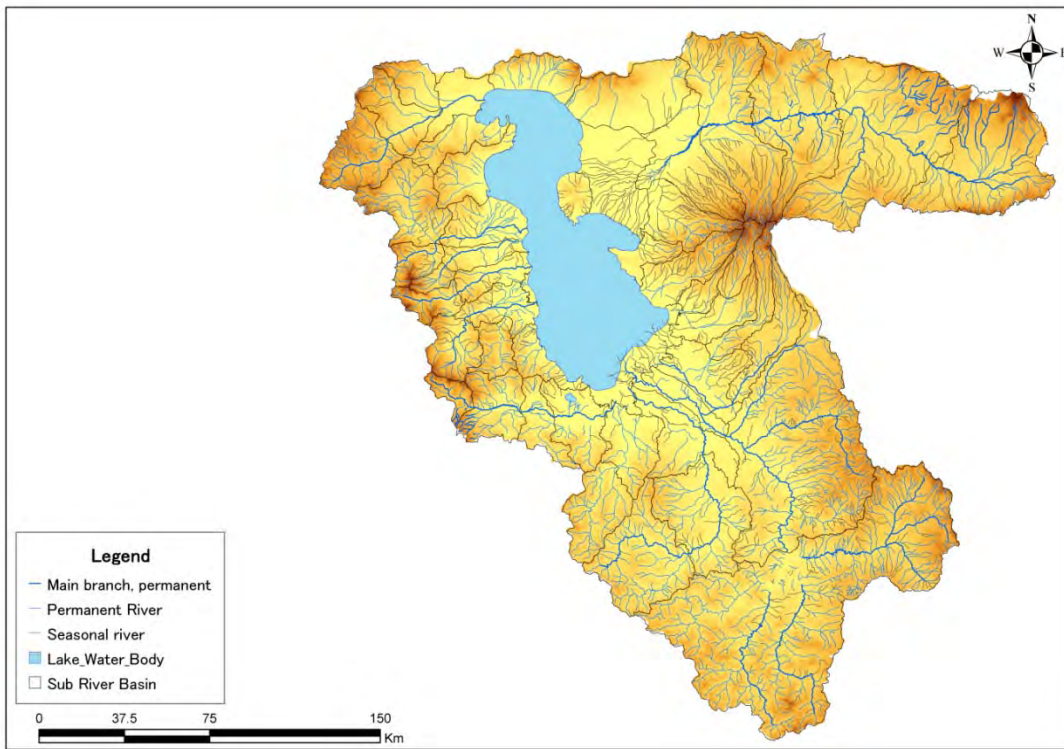 N
W E
S
Legend
Main branch, permanent
Permanent River
Seasonal river
Lake_Water_Body
Sub River Basin
0 37.5 75 150
Km